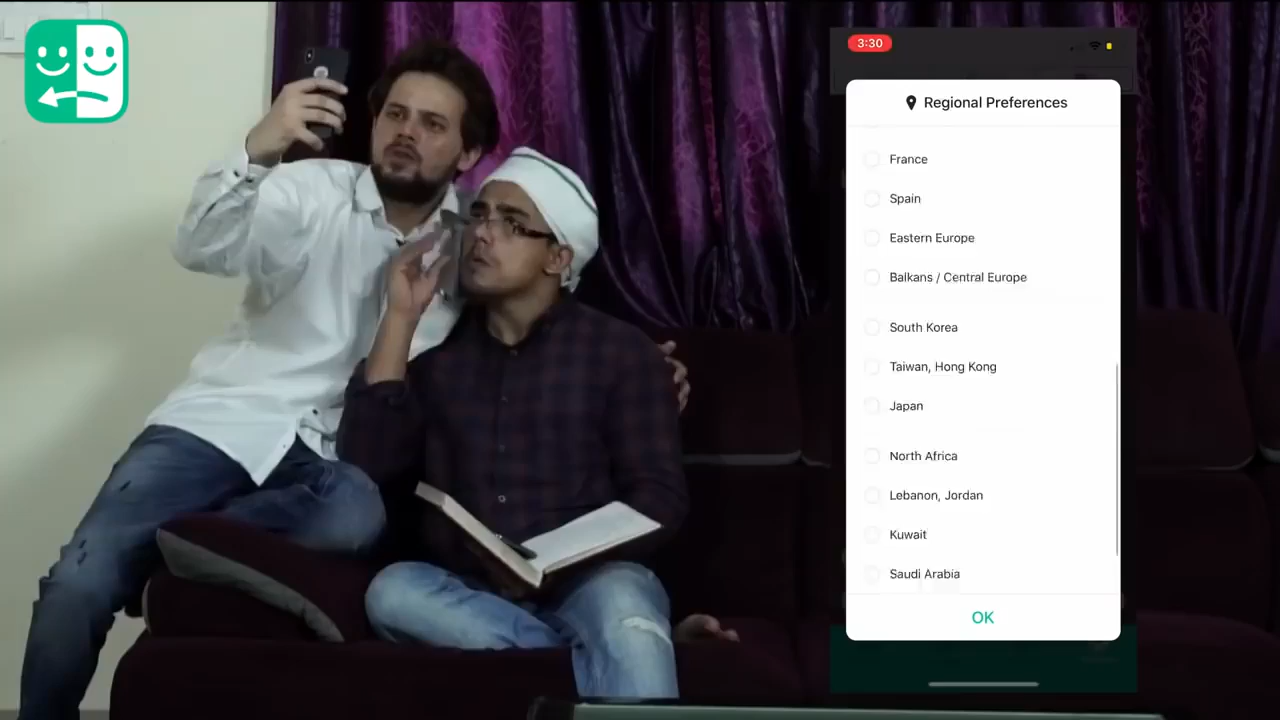 3:30
Regional Preferences
France
Spain
Eastern Europe
Balkans / Central Europe
South Korea
Taiwan, Hong Kong
Japan
North Africa
Lebanon, Jordan
Kuwait
Saudi Arabia
OK